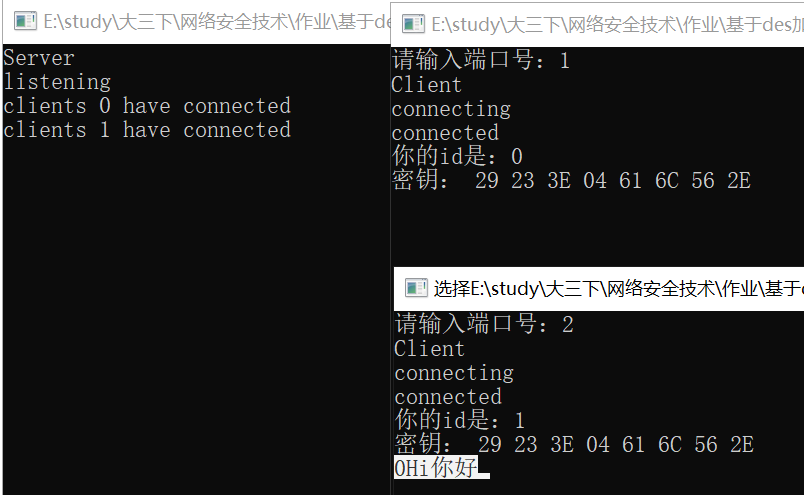 E:\study\大三下\网络安全技术\作业\基于des
Server
listening
clients 0 have connected
clients 1 have connected
E:\study\大三下\网络安全技术\作业\基于des加
请输入端口号：1
Client
connecting
connected
你的id是：0
密钥： 29 23 3E 04 61 6C 56 2E
选择E:\study\大三下\网络安全技术\作业\基于d
请输入端口号：2
Client
connecting
connected
你的id是：1
密钥： 29 23 3E 04 61 6C 56 2E
0Hi你好